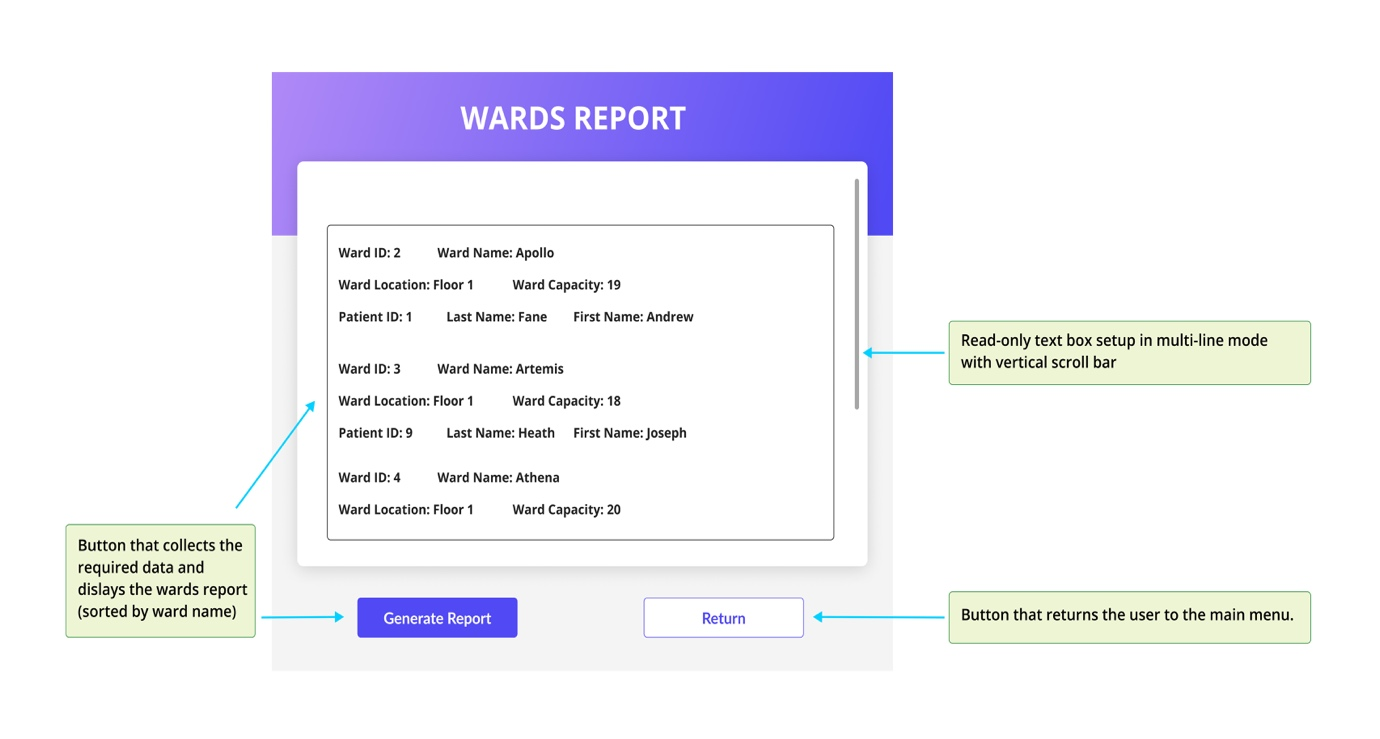 WARDS REPORT
Ward ID: 2 Ward Name: Apollo
Ward Location: Floor 1 Ward Capacity: 19
Patient ID: 1 Last Name: Fane First Name: Andrew
Ward ID: 3 Ward Name: Artemis
Ward Location: Floor 1 Ward Capacity: 18
Patient ID: 9 Last Name: Heath First Name: Joseph
Ward ID: 4 Ward Name: Athena
Ward Location: Floor 1 Ward Capacity: 20
Read-only text box setup in multi-line mode
with vertical scroll bar
Button that collects the
required data and
dislays the wards report
(sorted by ward name)
Generate Report
Return
Button that returns the user to the main menu.